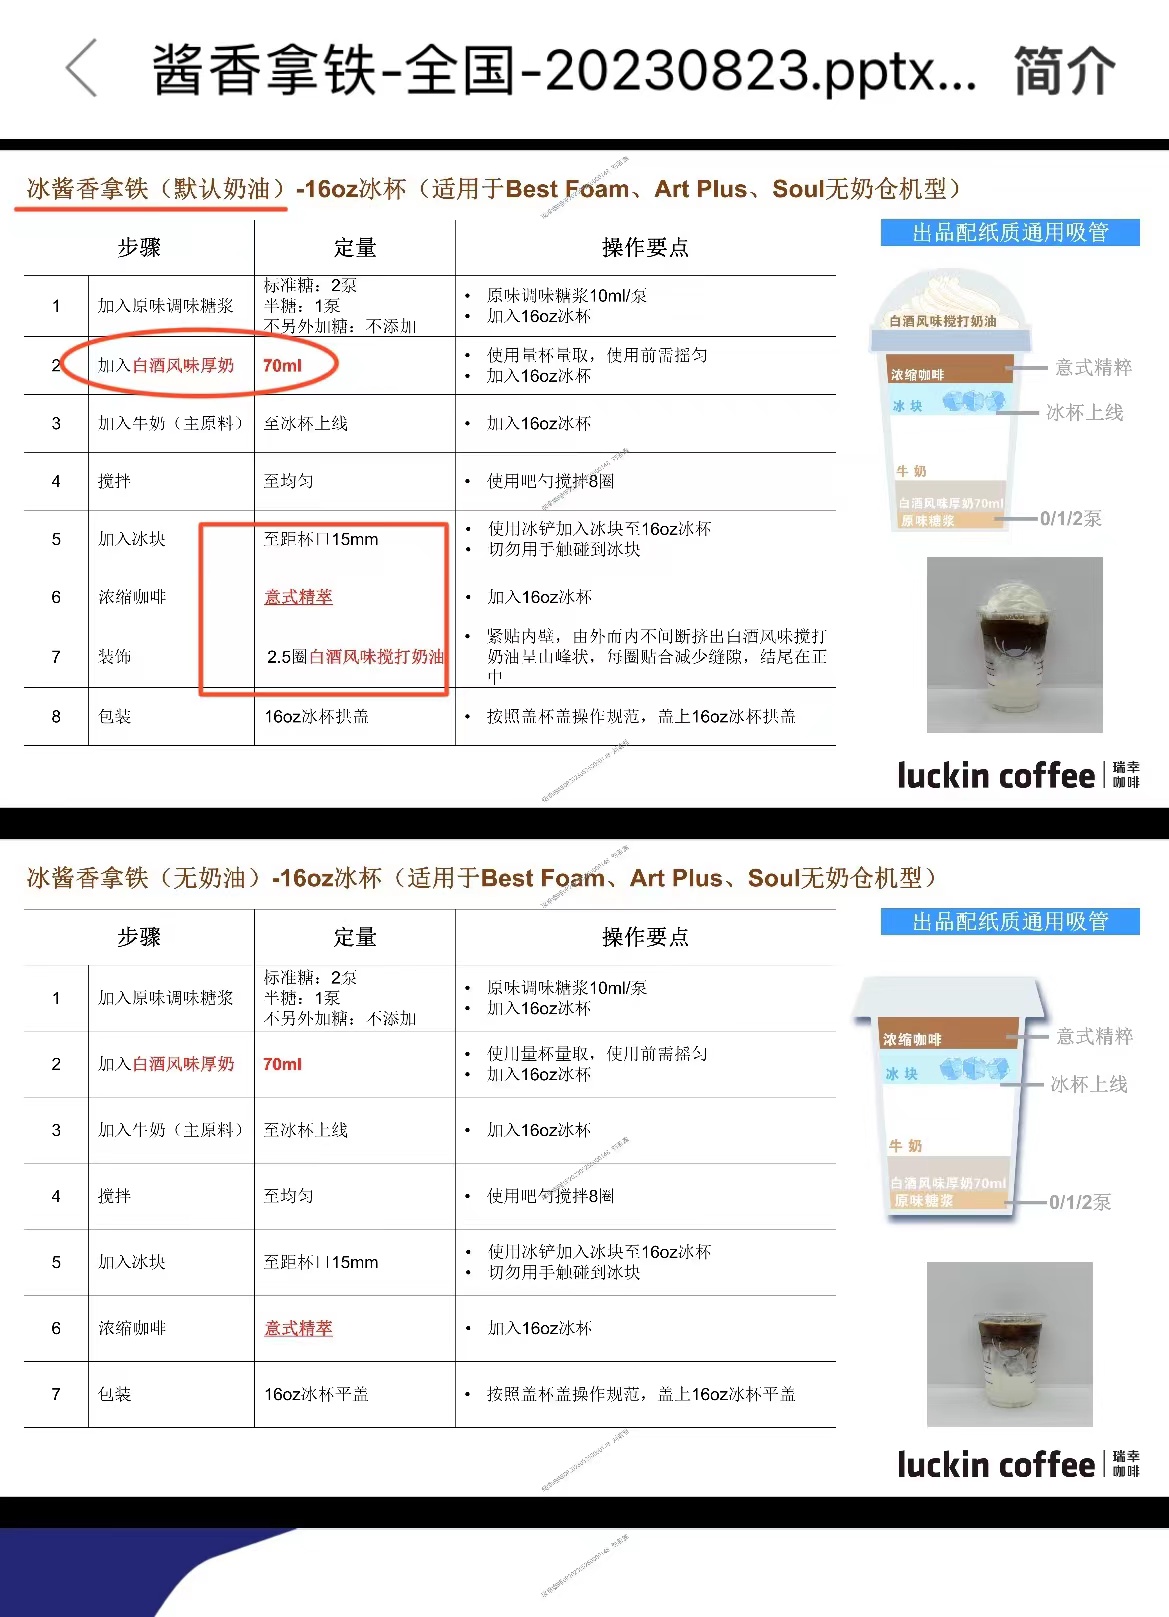 酱香拿铁-全国-20230823.pptx...
简介
冰酱香拿铁（默认奶油）-16oz冰杯（适用于Best Foam、Art Plus、Soul无奶仓机型）
步骤 定量 操作要点
1 加入原味调味糖浆
标准糖：2泵
半糖：1泵
不另外加糖：不添加
• 原味调味糖浆10ml/泵
• 加入16oz冰杯
2 加入白酒风味厚奶 70ml
• 使用量杯量取，使用前需摇匀
• 加入16oz冰杯
3 加入牛奶（主原料） 至冰杯上线 • 加入16oz冰杯
4 搅拌 至均匀 • 使用吧勺搅拌8圈
5 加入冰块 至距杯口15mm
• 使用冰铲加入冰块至16oz冰杯
• 切勿用手触碰到冰块
6 浓缩咖啡 意式精萃 • 加入16oz冰杯
7 装饰 2.5圈白酒风味搅打奶油
• 紧贴内壁，由外而内不间断挤出白酒风味搅打
奶油呈山峰状，每圈贴合减少缝隙，结尾在正
中
8 包装 16oz冰杯拱盖 • 按照盖杯盖操作规范，盖上16oz冰杯拱盖
出品配纸质通用吸管
白酒风味搅打奶油
浓缩咖啡 意式精粹
冰块 冰杯上线
牛奶
白酒风味厚奶70ml
原味糖浆 0/1/2泵
luckin coffee 瑞幸
咖啡
冰酱香拿铁（无奶油）-16oz冰杯（适用于Best Foam、Art Plus、Soul无奶仓机型）
步骤 定量 操作要点
1 加入原味调味糖浆
标准糖：2泵
半糖：1泵
不另外加糖：不添加
• 原味调味糖浆10ml/泵
• 加入16oz冰杯
2 加入白酒风味厚奶 70ml
• 使用量杯量取，使用前需摇匀
• 加入16oz冰杯
3 加入牛奶（主原料） 至冰杯上线 • 加入16oz冰杯
4 搅拌 至均匀 • 使用吧勺搅拌8圈
5 加入冰块 至距杯口15mm
• 使用冰铲加入冰块至16oz冰杯
• 切勿用手触碰到冰块
6 浓缩咖啡 意式精萃 • 加入16oz冰杯
7 包装 16oz冰杯平盖 • 按照盖杯盖操作规范，盖上16oz冰杯平盖
出品配纸质通用吸管
浓缩咖啡 意式精粹
冰块 冰杯上线
牛奶
白酒风味厚奶70ml
原味糖浆 0/1/2泵
luckin coffee 瑞幸
咖啡